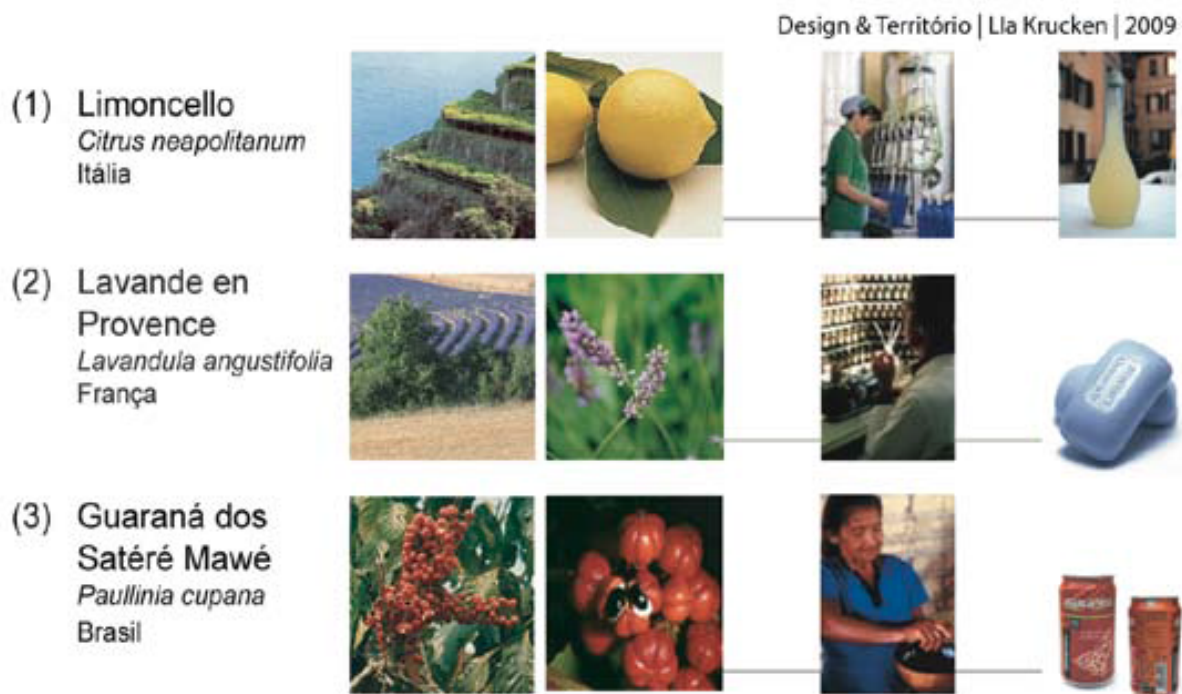 Design & Território | Lla Krucken | 2009
(1) Limoncello
Citrus neapolitanum
Itália
(2) Lavande en
Provence
Lavandula angustifolia
França
(3) Guaraná dos
Satéré Mawé
Paullinia cupana
Brasil